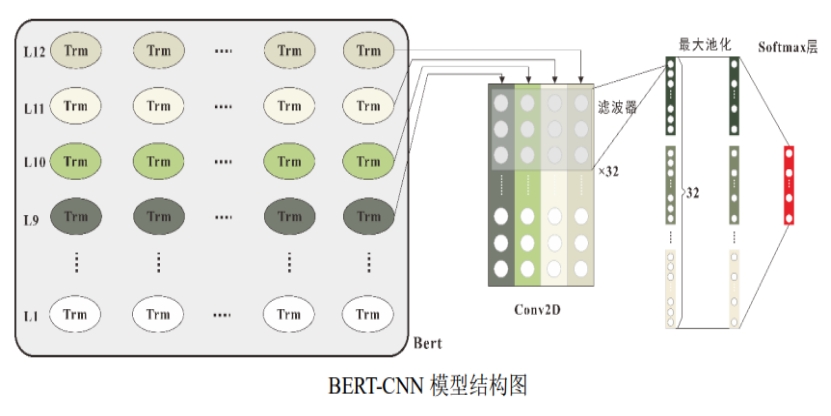 L12 Trm Trm .... Trm Trm
L11 Trm Trm .... Trm Trm
L10 Trm Trm .... Trm Trm
L9 Trm Trm .... Trm Trm
L1 Trm Trm .... Trm Trm
Bert
滤波器
×32
Conv2D
最大池化
32
Softmax层
BERT-CNN 模型结构图